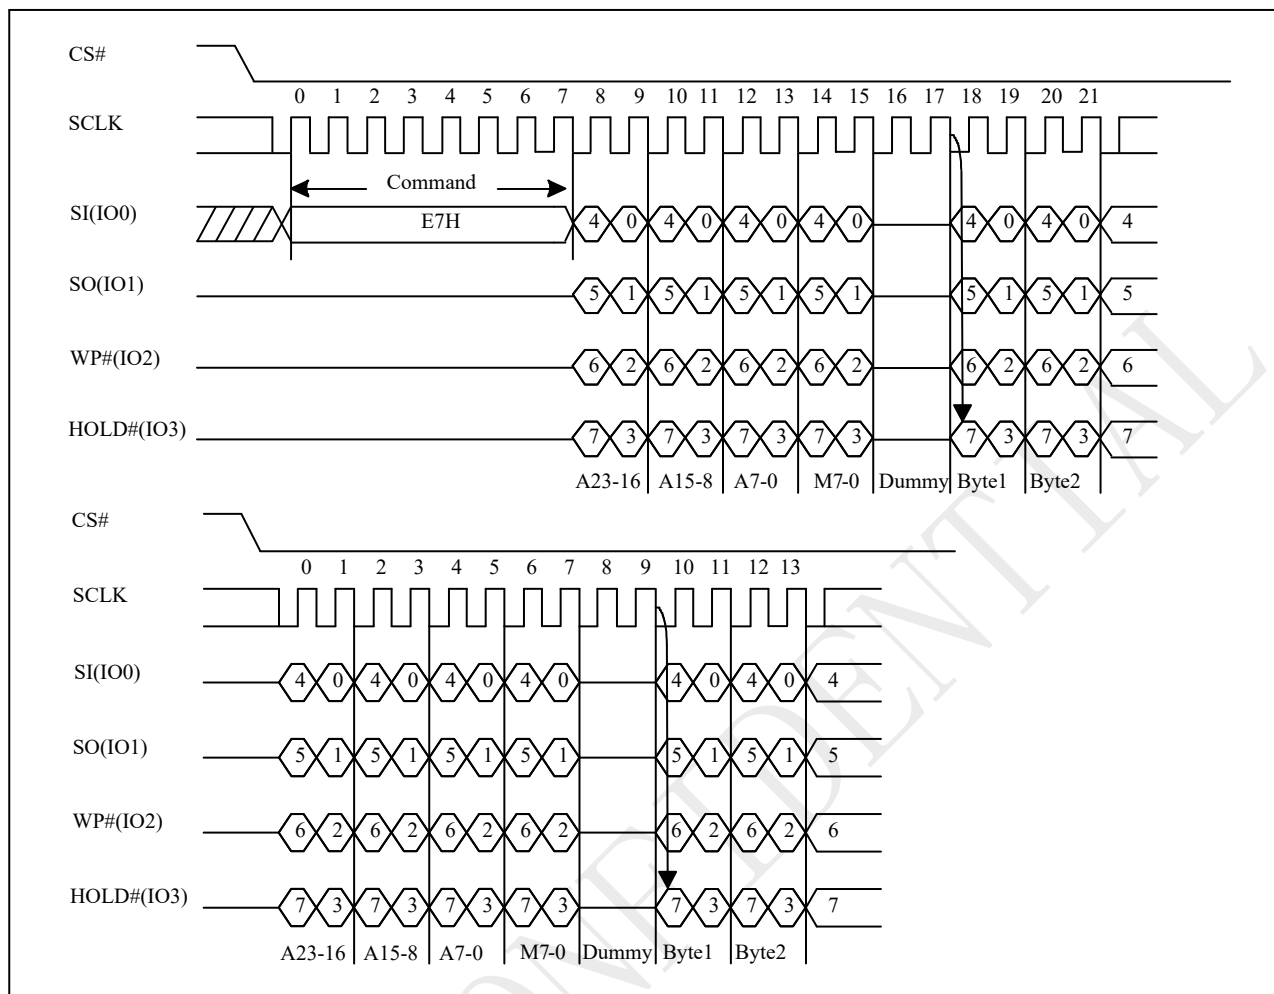 CS#
0 1 2 3 4 5 6 7 8 9 10 11 12 13 14 15 16 17 18 19 20 21
SCLK
Command
SI(IO0) E7H 4 0 4 0 4 0 4 0 4 0 4 0 4
SO(IO1) 5 1 5 1 5 1 5 1 5 1 5 1 5
WP#(IO2) 6 2 6 2 6 2 6 2 6 2 6 2 6
HOLD#(IO3) 7 3 7 3 7 3 7 3 7 3 7 3 7
A23-16 A15-8 A7-0 M7-0 Dummy Byte1 Byte2
CS#
0 1 2 3 4 5 6 7 8 9 10 11 12 13
SCLK
SI(IO0) 4 0 4 0 4 0 4 0 4 0 4 0 4
SO(IO1) 5 1 5 1 5 1 5 1 5 1 5 1 5
WP#(IO2) 6 2 6 2 6 2 6 2 6 2 6 2 6
HOLD#(IO3) 7 3 7 3 7 3 7 3 7 3 7 3 7
A23-16 A15-8 A7-0 M7-0 Dummy Byte1 Byte2